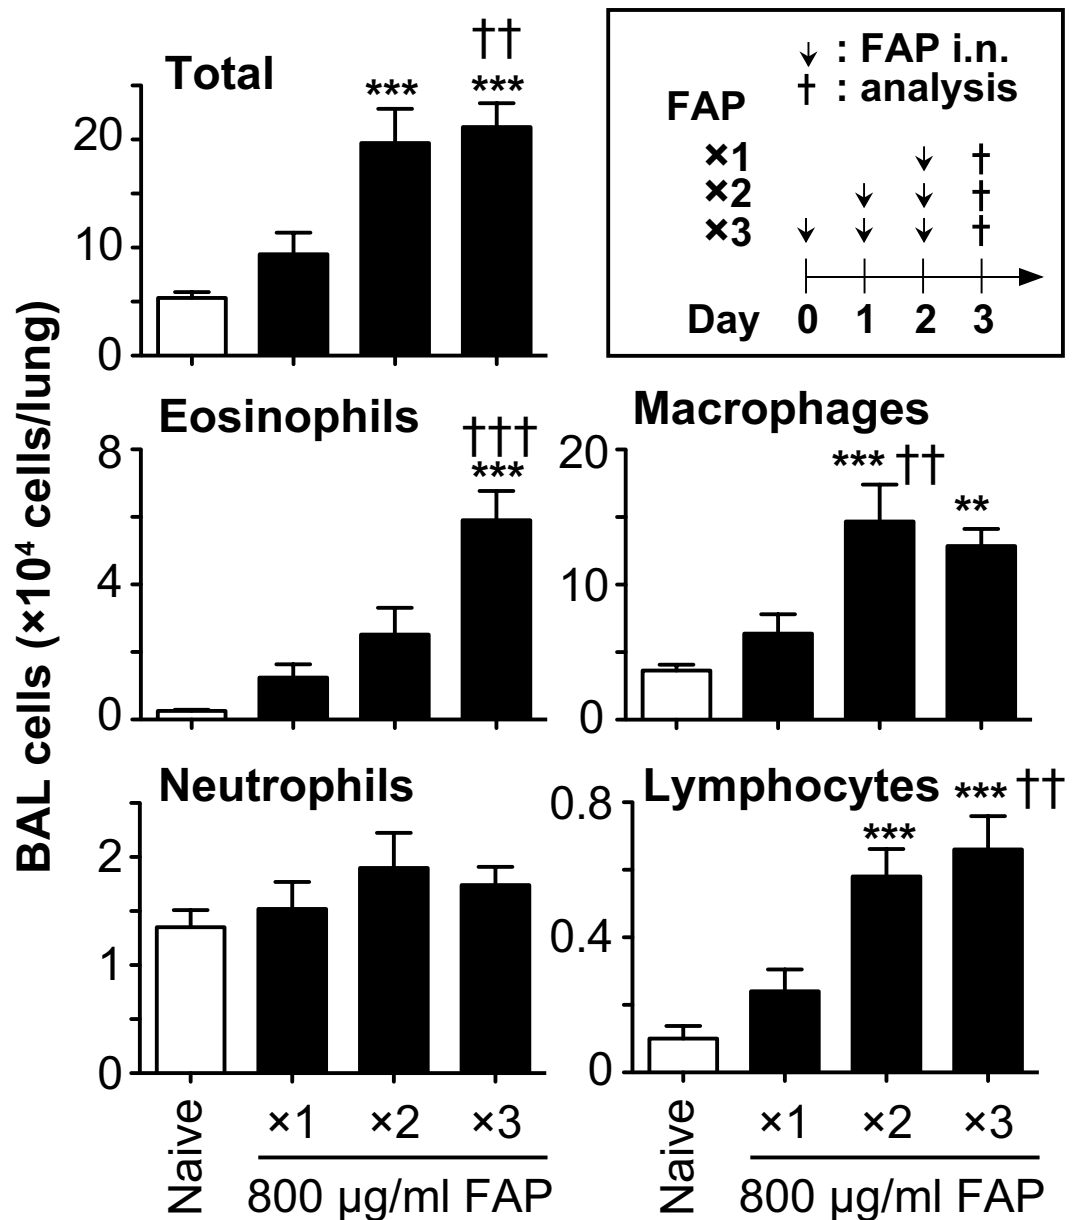 Total
††
***
***
20
10
0
↓ : FAP i.n.
† : analysis
FAP
×1 ↓ †
×2 ↓ ↓ †
×3 ↓ ↓ ↓ †
Day 0 1 2 3
BAL cells (×10⁴ cells/lung)
Eosinophils
†††
***
8
4
0
Macrophages
*** ††
**
20
10
0
Neutrophils
2
1
0
Naive ×1 ×2 ×3
800 µg/ml FAP
Lymphocytes
*** ††
***
0.8
0.4
0
Naive ×1 ×2 ×3
800 µg/ml FAP